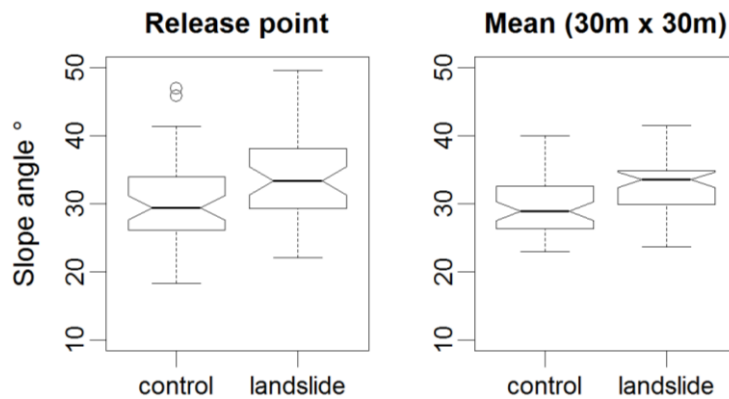 Release point
Mean (30m x 30m)
Slope angle °
50
40
30
20
10
control
landslide
50
40
30
20
10
control
landslide